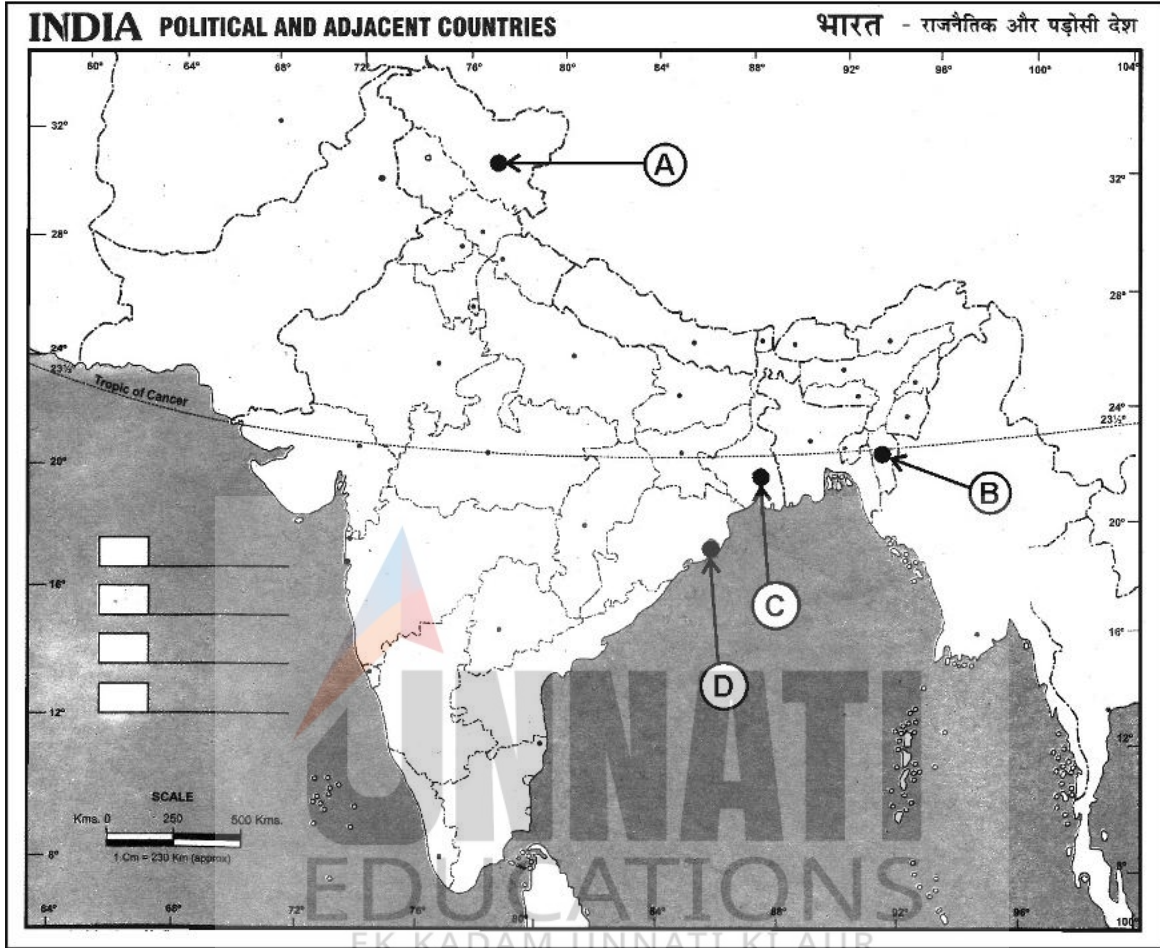 INDIA POLITICAL AND ADJACENT COUNTRIES भारत - राजनैतिक और पड़ोसी देश
60° 64° 68° 72° 76° 80° 84° 88° 92° 96° 100° 104°
32° 32°
A
28° 28°
24° 24°
23½° 23½°
Tropic of Cancer
20° 20°
B
C
16° 16°
D
12° 12°
UNNATI
SCALE
Kms. 0 250 500 Kms.
1 Cm = 230 Km (approx)
8° 8°
EDUCATIONS
64° 68° 72° 76° 80° 84° 88° 92° 96° 100°
EK KADAM UNNATI KI AUR